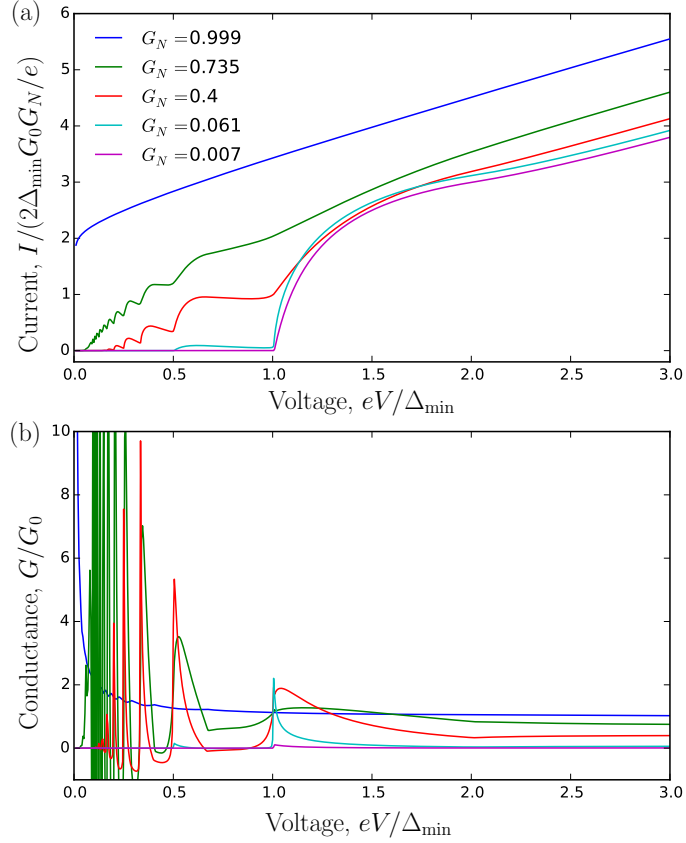 (a)
6
5
4
3
2
1
0
Current, I/(2Δ_min G_0 G_N/e)
G_N = 0.999
G_N = 0.735
G_N = 0.4
G_N = 0.061
G_N = 0.007
0.0 0.5 1.0 1.5 2.0 2.5 3.0
Voltage, eV/Δ_min
(b)
10
8
6
4
2
0
Conductance, G/G_0
0.0 0.5 1.0 1.5 2.0 2.5 3.0
Voltage, eV/Δ_min